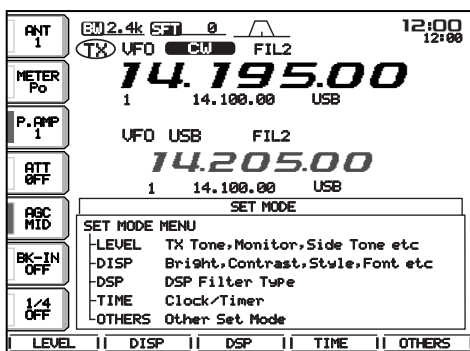 ANT
1
BW 2.4k SFT 0
12:00
12:00
TX VFO CW FIL2
METER
Po
14.195.00
1 14.100.00 USB
P.AMP
1
VFO USB FIL2
ATT
OFF
14.205.00
1 14.100.00 USB
AGC
MID
SET MODE
SET MODE MENU
LEVEL TX Tone,Monitor,Side Tone etc
BK-IN
OFF
DISP Bright,Contrast,Style,Font etc
DSP DSP Filter Type
1/4
OFF
TIME Clock/Timer
OTHERS Other Set Mode
LEVEL DISP DSP TIME OTHERS